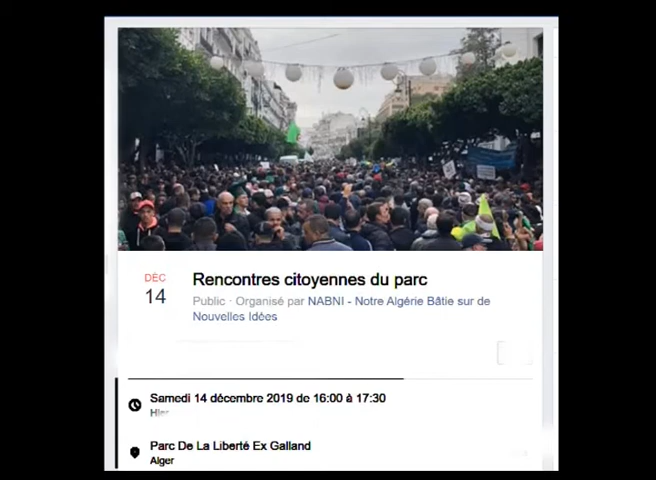 DÉC
14
Rencontres citoyennes du parc
Public · Organisé par NABNI - Notre Algérie Bâtie sur de
Nouvelles Idées
Samedi 14 décembre 2019 de 16:00 à 17:30
Hier
Parc De La Liberté Ex Galland
Alger